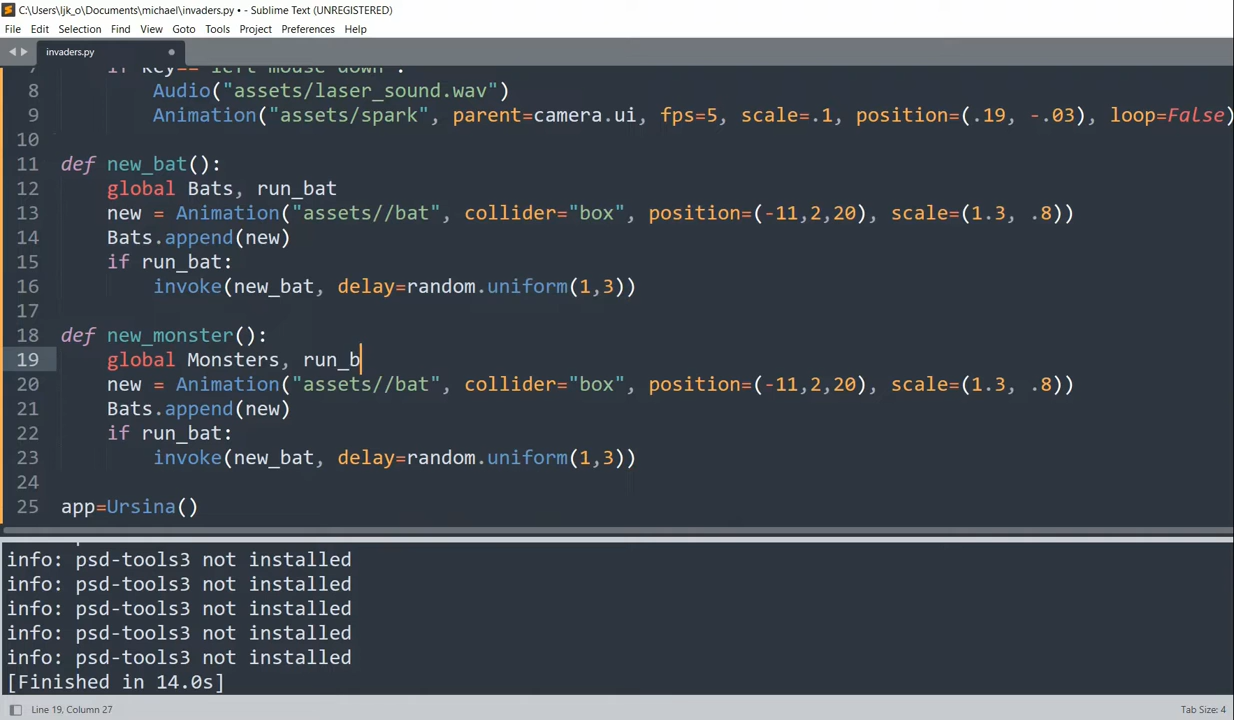 C:\Users\ljk_o\Documents\michael\invaders.py • - Sublime Text (UNREGISTERED)
File Edit Selection Find View Goto Tools Project Preferences Help
invaders.py
7 if key=="left mouse down":
8 Audio("assets/laser_sound.wav")
9 Animation("assets/spark", parent=camera.ui, fps=5, scale=.1, position=(.19, -.03), loop=False)
10
11 def new_bat():
12 global Bats, run_bat
13 new = Animation("assets//bat", collider="box", position=(-11,2,20), scale=(1.3, .8))
14 Bats.append(new)
15 if run_bat:
16 invoke(new_bat, delay=random.uniform(1,3))
17
18 def new_monster():
19 global Monsters, run_b
20 new = Animation("assets//bat", collider="box", position=(-11,2,20), scale=(1.3, .8))
21 Bats.append(new)
22 if run_bat:
23 invoke(new_bat, delay=random.uniform(1,3))
24
25 app=Ursina()
info: psd-tools3 not installed
info: psd-tools3 not installed
info: psd-tools3 not installed
info: psd-tools3 not installed
info: psd-tools3 not installed
[Finished in 14.0s]
Line 19, Column 27 Tab Size: 4